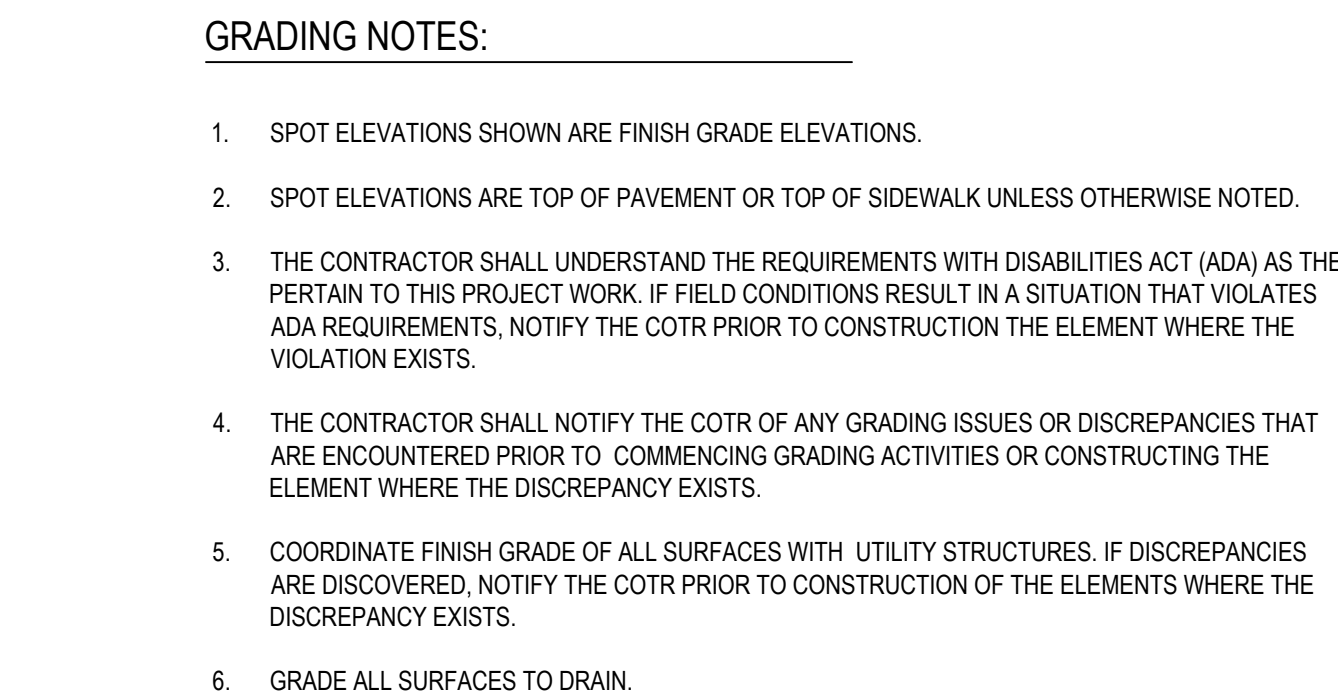 GRADING NOTES:
1. SPOT ELEVATIONS SHOWN ARE FINISH GRADE ELEVATIONS.
2. SPOT ELEVATIONS ARE TOP OF PAVEMENT OR TOP OF SIDEWALK UNLESS OTHERWISE NOTED.
3. THE CONTRACTOR SHALL UNDERSTAND THE REQUIREMENTS WITH DISABILITIES ACT (ADA) AS THE
PERTAIN TO THIS PROJECT WORK. IF FIELD CONDITIONS RESULT IN A SITUATION THAT VIOLATES
ADA REQUIREMENTS, NOTIFY THE COTR PRIOR TO CONSTRUCTION THE ELEMENT WHERE THE
VIOLATION EXISTS.
4. THE CONTRACTOR SHALL NOTIFY THE COTR OF ANY GRADING ISSUES OR DISCREPANCIES THAT
ARE ENCOUNTERED PRIOR TO COMMENCING GRADING ACTIVITIES OR CONSTRUCTING THE
ELEMENT WHERE THE DISCREPANCY EXISTS.
5. COORDINATE FINISH GRADE OF ALL SURFACES WITH UTILITY STRUCTURES. IF DISCREPANCIES
ARE DISCOVERED, NOTIFY THE COTR PRIOR TO CONSTRUCTION OF THE ELEMENTS WHERE THE
DISCREPANCY EXISTS.
6. GRADE ALL SURFACES TO DRAIN.